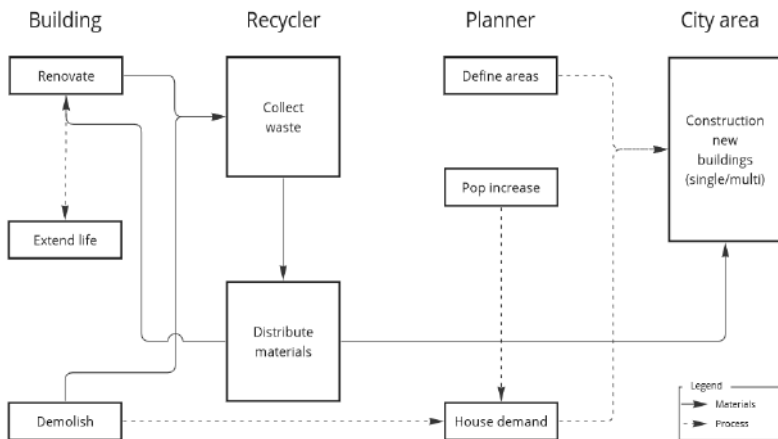 Building
Recycler
Planner
City area
Renovate
Collect
waste
Define areas
Construction
new
buildings
(single/multi)
Pop increase
Extend life
Distribute
materials
Demolish
House demand
Legend
Materials
Process